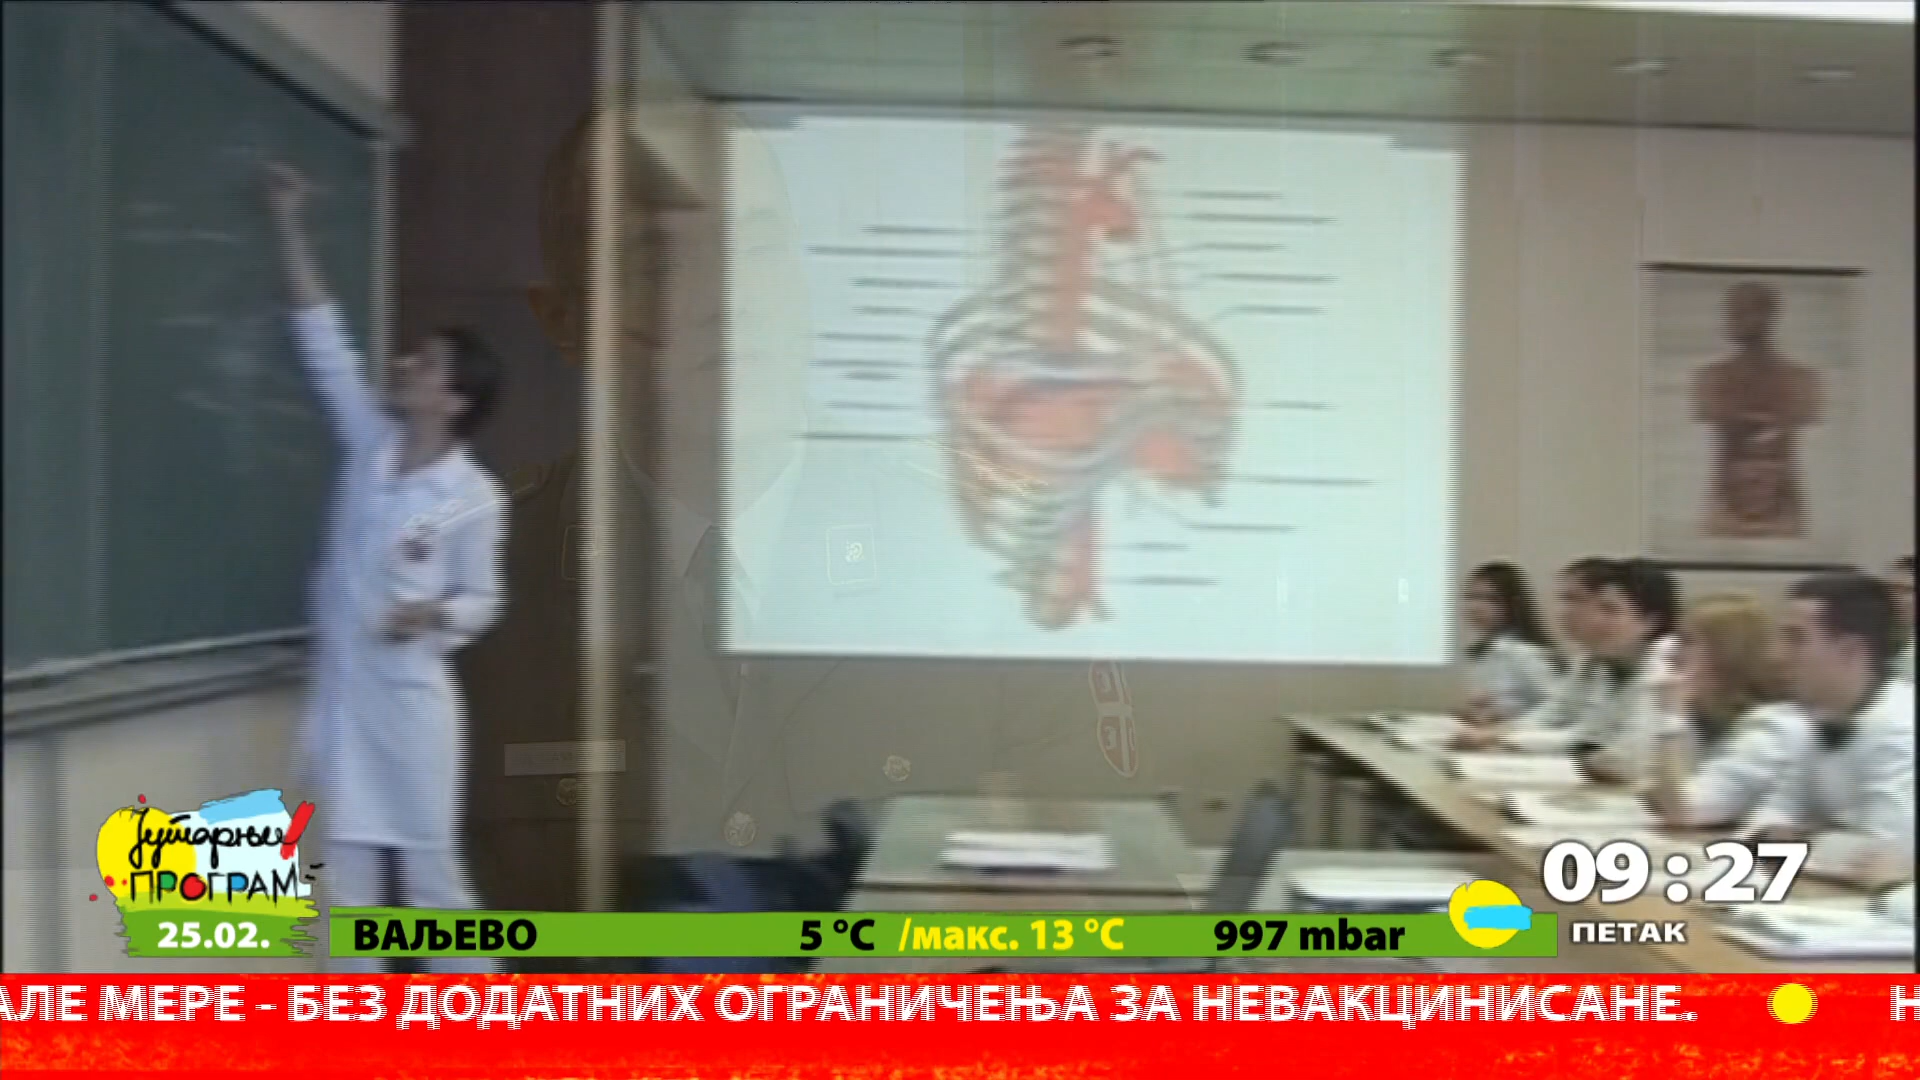 Јутарњи
ПРОГРАМ
25.02.
ВАЉЕВО 5 °C /макс. 13 °C 997 mbar
09:27
ПЕТАК
АЛЕ МЕРЕ - БЕЗ ДОДАТНИХ ОГРАНИЧЕЊА ЗА НЕВАКЦИНИСАНЕ. Н